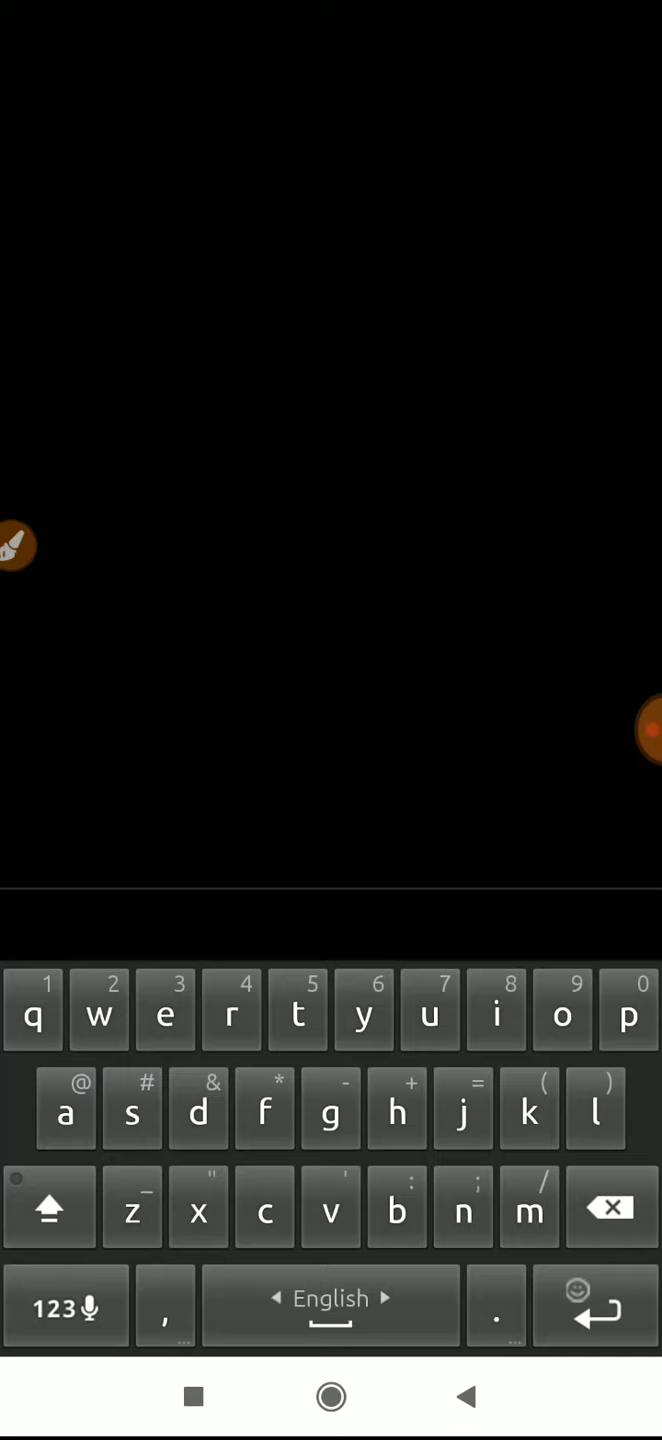 1 2 3 4 5 6 7 8 9 0
q w e r t y u i o p
@ # & * - + = ( )
a s d f g h j k l
_ " ' : ; /
z x c v b n m
123 , English . 
... ...